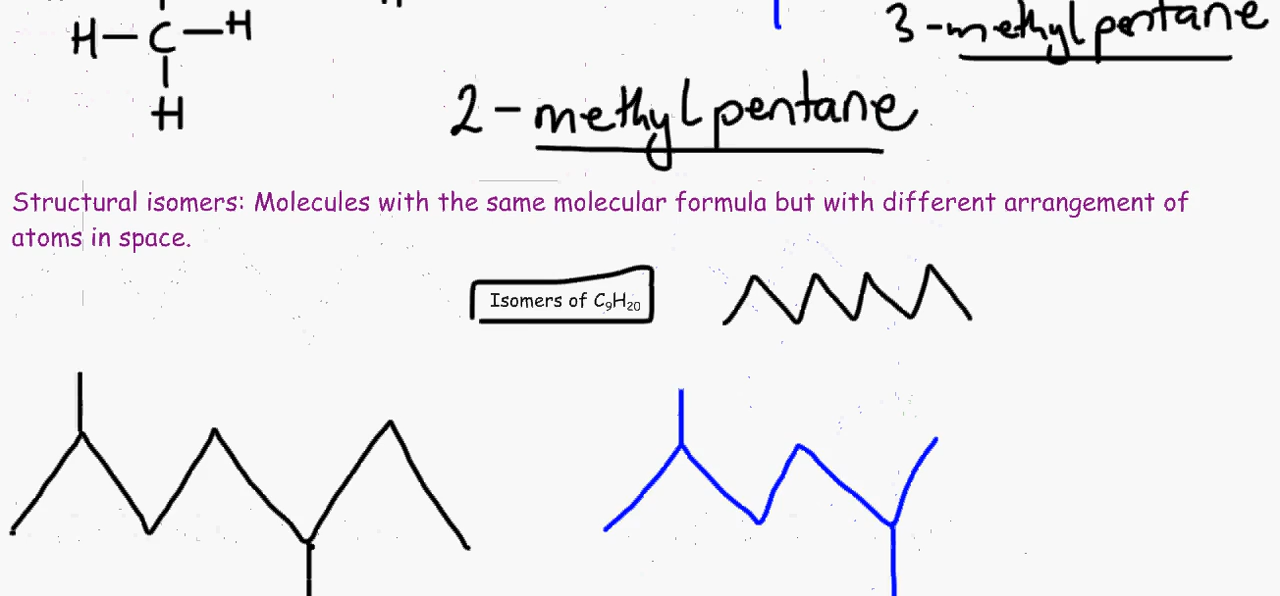 H-C-H
H
3-methylpentane
2-methylpentane
Structural isomers: Molecules with the same molecular formula but with different arrangement of
atoms in space.
Isomers of C₉H₂₀